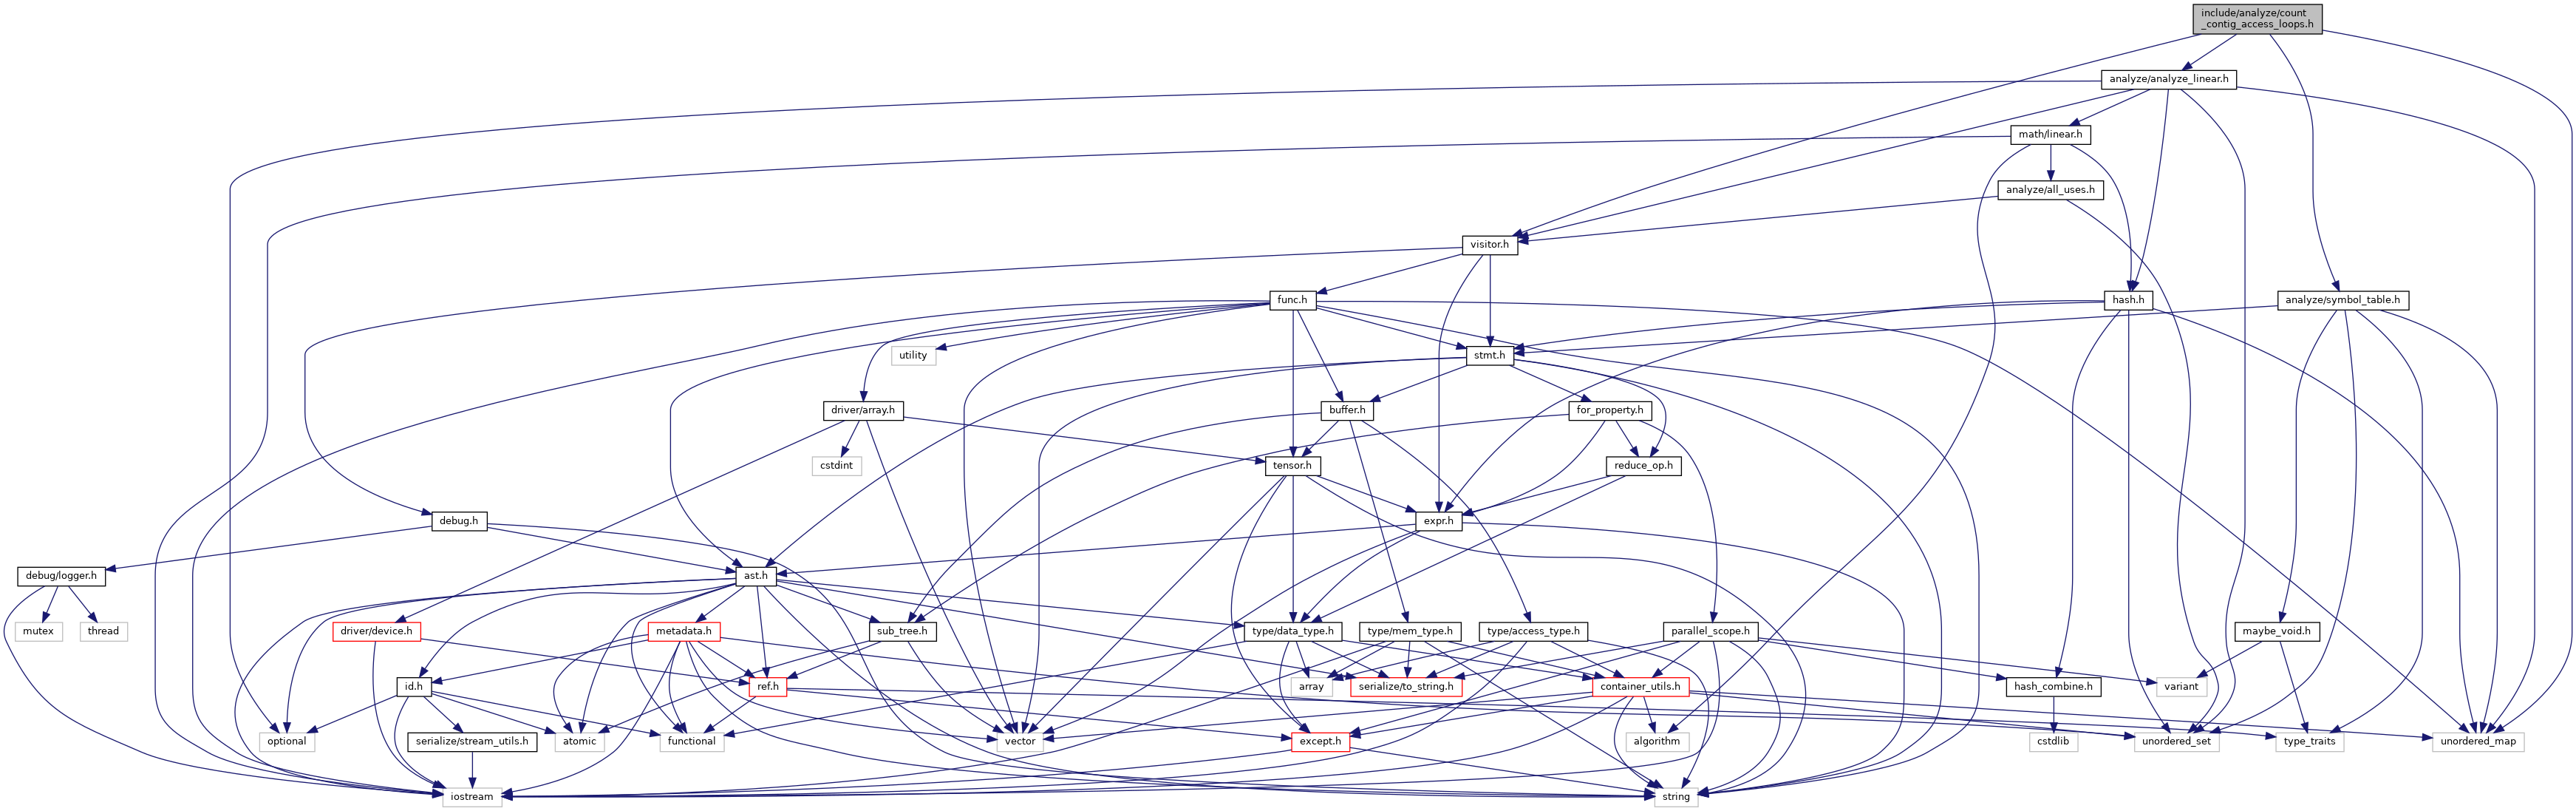 include/analyze/count
_contig_access_loops.h
analyze/analyze_linear.h
math/linear.h
analyze/all_uses.h
visitor.h
func.h
hash.h
analyze/symbol_table.h
utility
stmt.h
driver/array.h
buffer.h
for_property.h
cstdint
tensor.h
reduce_op.h
debug.h
expr.h
debug/logger.h
ast.h
mutex
thread
driver/device.h
metadata.h
sub_tree.h
type/data_type.h
type/mem_type.h
type/access_type.h
parallel_scope.h
maybe_void.h
id.h
ref.h
array
serialize/to_string.h
container_utils.h
hash_combine.h
variant
optional
serialize/stream_utils.h
atomic
functional
vector
except.h
algorithm
cstdlib
unordered_set
type_traits
unordered_map
iostream
string